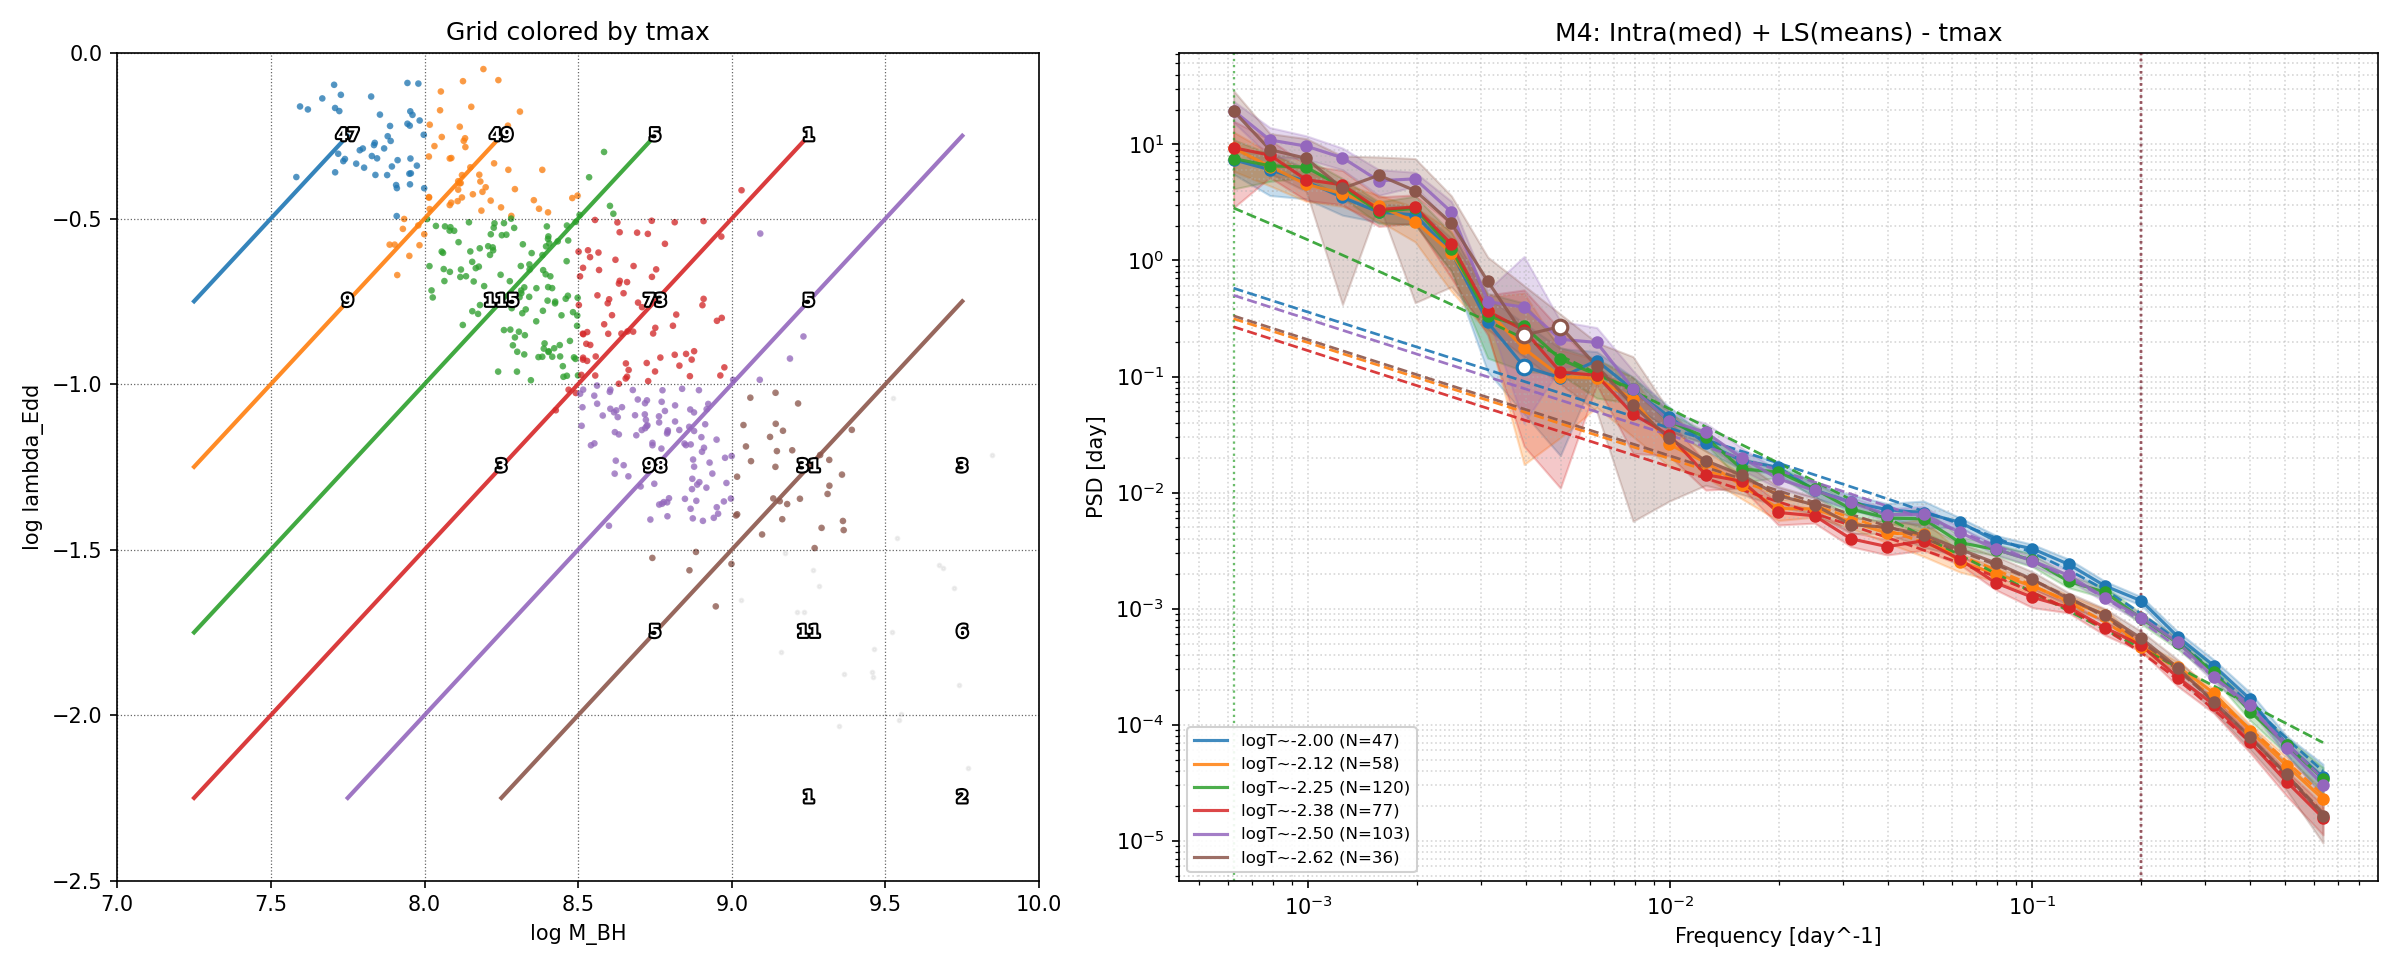 Grid colored by tmax
log lambda_Edd
0.0
−0.5
−1.0
−1.5
−2.0
−2.5
47
49
5
1
9
115
73
5
3
98
31
3
5
11
6
1
2
7.0 7.5 8.0 8.5 9.0 9.5 10.0
log M_BH
M4: Intra(med) + LS(means) - tmax
PSD [day]
10¹
10⁰
10⁻¹
10⁻²
10⁻³
10⁻⁴
10⁻⁵
logT~-2.00 (N=47)
logT~-2.12 (N=58)
logT~-2.25 (N=120)
logT~-2.38 (N=77)
logT~-2.50 (N=103)
logT~-2.62 (N=36)
10⁻³ 10⁻² 10⁻¹
Frequency [day^-1]